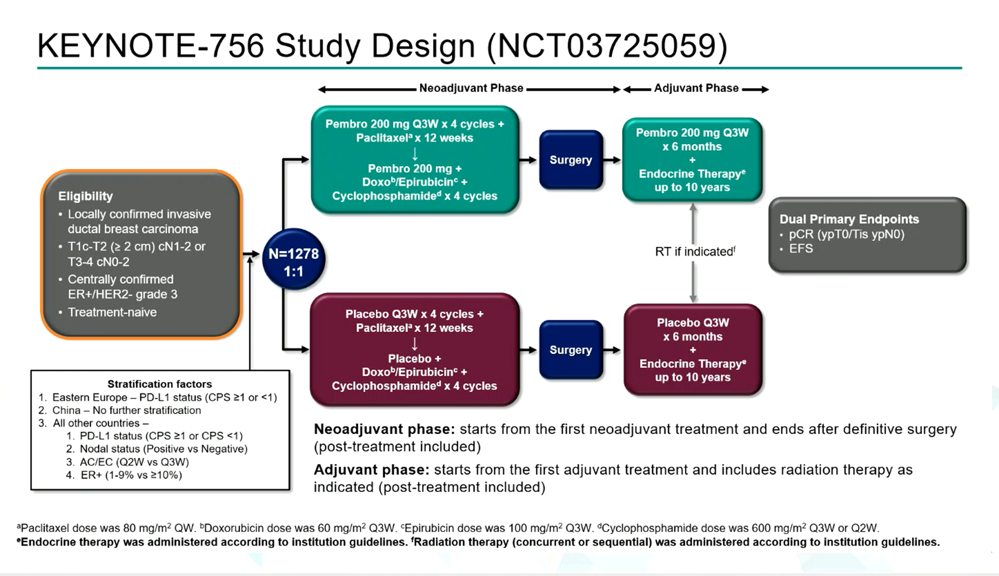 KEYNOTE-756 Study Design (NCT03725059)
Neoadjuvant Phase
Adjuvant Phase
Eligibility
• Locally confirmed invasive
ductal breast carcinoma
• T1c-T2 (≥ 2 cm) cN1-2 or
T3-4 cN0-2
• Centrally confirmed
ER+/HER2- grade 3
• Treatment-naive
N=1278
1:1
Pembro 200 mg Q3W x 4 cycles +
Paclitaxelᵃ x 12 weeks
↓
Pembro 200 mg +
Doxoᵇ/Epirubicinᶜ +
Cyclophosphamideᵈ x 4 cycles
Surgery
Pembro 200 mg Q3W
x 6 months
+
Endocrine Therapyᵉ
up to 10 years
RT if indicatedᶠ
Placebo Q3W x 4 cycles +
Paclitaxelᵃ x 12 weeks
↓
Placebo +
Doxoᵇ/Epirubicinᶜ +
Cyclophosphamideᵈ x 4 cycles
Surgery
Placebo Q3W
x 6 months
+
Endocrine Therapyᵉ
up to 10 years
Dual Primary Endpoints
• pCR (ypT0/Tis ypN0)
• EFS
Stratification factors
1. Eastern Europe – PD-L1 status (CPS ≥1 or <1)
2. China – No further stratification
3. All other countries –
1. PD-L1 status (CPS ≥1 or CPS <1)
2. Nodal status (Positive vs Negative)
3. AC/EC (Q2W vs Q3W)
4. ER+ (1-9% vs ≥10%)
Neoadjuvant phase: starts from the first neoadjuvant treatment and ends after definitive surgery
(post-treatment included)
Adjuvant phase: starts from the first adjuvant treatment and includes radiation therapy as
indicated (post-treatment included)
ᵃPaclitaxel dose was 80 mg/m² QW. ᵇDoxorubicin dose was 60 mg/m² Q3W. ᶜEpirubicin dose was 100 mg/m² Q3W. ᵈCyclophosphamide dose was 600 mg/m² Q3W or Q2W.
ᵉEndocrine therapy was administered according to institution guidelines. ᶠRadiation therapy (concurrent or sequential) was administered according to institution guidelines.